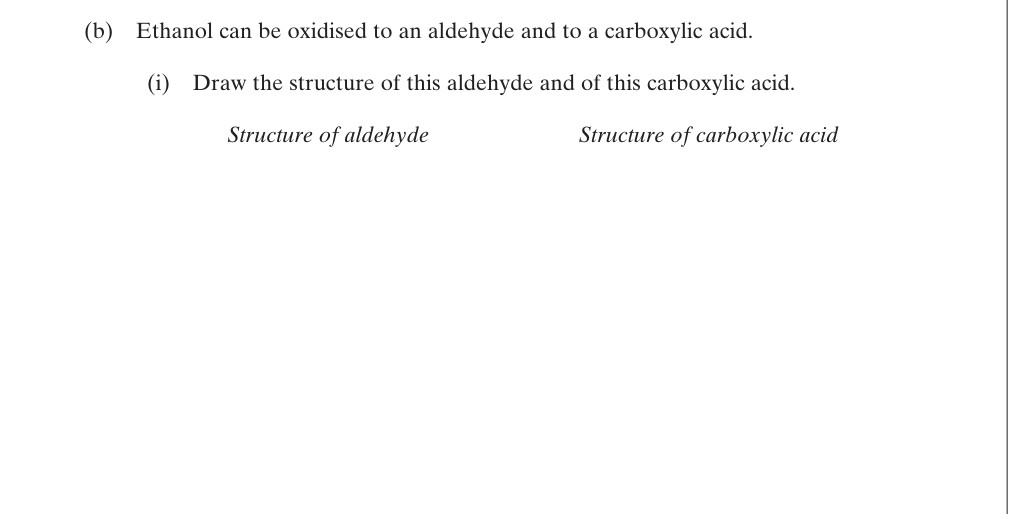 (b) Ethanol can be oxidised to an aldehyde and to a carboxylic acid.
(i) Draw the structure of this aldehyde and of this carboxylic acid.
Structure of aldehyde Structure of carboxylic acid